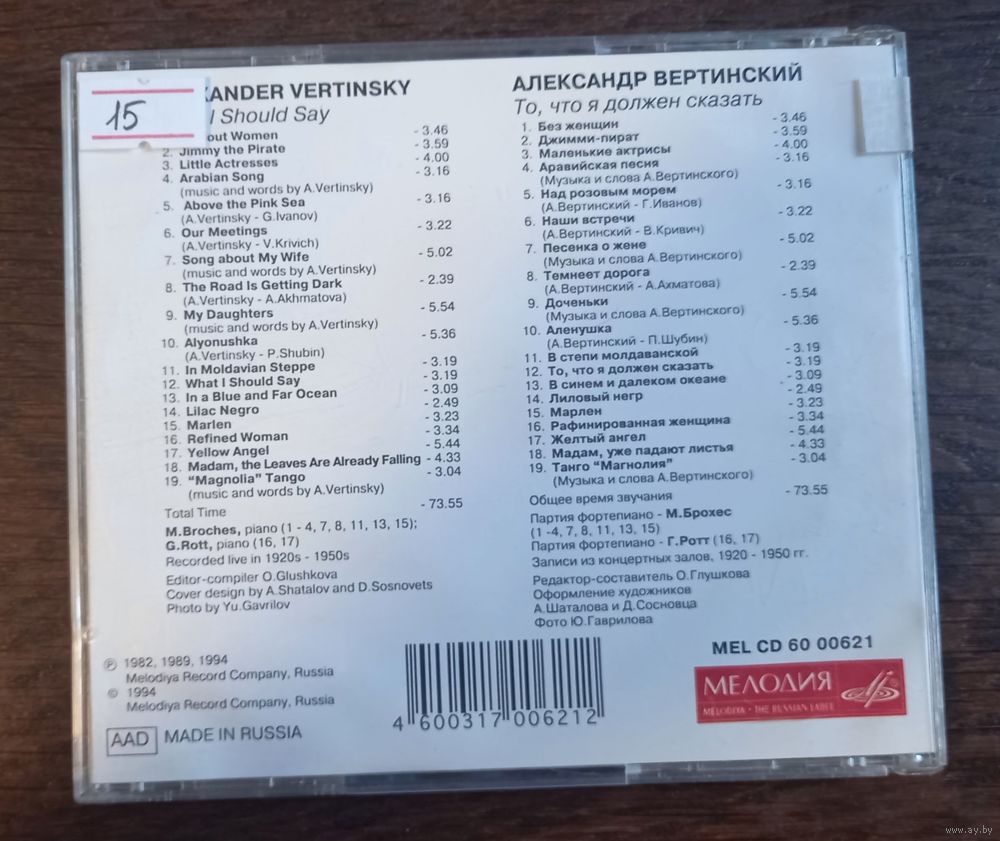 15
XANDER VERTINSKY
I Should Say
out Women - 3.46
2. Jimmy the Pirate - 3.59
3. Little Actresses - 4.00
4. Arabian Song - 3.16
(music and words by A.Vertinsky)
5. Above the Pink Sea - 3.16
(A.Vertinsky - G.Ivanov)
6. Our Meetings - 3.22
(A.Vertinsky - V.Krivich)
7. Song about My Wife - 5.02
(music and words by A.Vertinsky)
8. The Road Is Getting Dark - 2.39
(A.Vertinsky - A.Akhmatova)
9. My Daughters - 5.54
(music and words by A.Vertinsky)
10. Alyonushka - 5.36
(A.Vertinsky - P.Shubin)
11. In Moldavian Steppe - 3.19
12. What I Should Say - 3.19
13. In a Blue and Far Ocean - 3.09
14. Lilac Negro - 2.49
15. Marlen - 3.23
16. Refined Woman - 3.34
17. Yellow Angel - 5.44
18. Madam, the Leaves Are Already Falling - 4.33
19. “Magnolia” Tango - 3.04
(music and words by A.Vertinsky)
Total Time - 73.55
M.Broches, piano (1 - 4, 7, 8, 11, 13, 15);
G.Rott, piano (16, 17)
Recorded live in 1920s - 1950s
Editor-compiler O.Glushkova
Cover design by A.Shatalov and D.Sosnovets
Photo by Yu.Gavrilov
АЛЕКСАНДР ВЕРТИНСКИЙ
То, что я должен сказать
1. Без женщин - 3.46
2. Джимми-пират - 3.59
3. Маленькие актрисы - 4.00
4. Аравийская песня - 3.16
(Музыка и слова А.Вертинского)
5. Над розовым морем - 3.16
(А.Вертинский - Г.Иванов)
6. Наши встречи - 3.22
(А.Вертинский - В.Кривич)
7. Песенка о жене - 5.02
(Музыка и слова А.Вертинского)
8. Темнеет дорога - 2.39
(А.Вертинский - А.Ахматова)
9. Доченьки - 5.54
(Музыка и слова А.Вертинского)
10. Аленушка - 5.36
(А.Вертинский - П.Шубин)
11. В степи молдаванской - 3.19
12. То, что я должен сказать - 3.19
13. В синем и далеком океане - 3.09
14. Лиловый негр - 2.49
15. Марлен - 3.23
16. Рафинированная женщина - 3.34
17. Желтый ангел - 5.44
18. Мадам, уже падают листья - 4.33
19. Танго “Магнолия” - 3.04
(Музыка и слова А.Вертинского)
Общее время звучания - 73.55
Партия фортепиано - М.Брохес
(1 -4, 7, 8, 11, 13, 15)
Партия фортепиано - Г.Ротт (16, 17)
Записи из концертных залов, 1920 - 1950 гг.
Редактор-составитель О.Глушкова
Оформление художников
А.Шаталова и Д.Сосновца
Фото Ю.Гаврилова
℗ 1982, 1989, 1994
Melodiya Record Company, Russia
© 1994
Melodiya Record Company, Russia
AAD MADE IN RUSSIA
4 600317 006212
MEL CD 60 00621
МЕЛОДИЯ
MELODIYA · THE RUSSIAN LABEL
www.ay.by